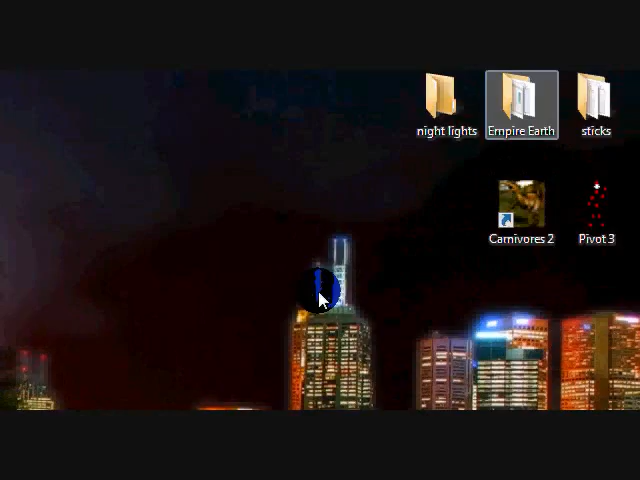 night lights
Empire Earth
sticks
Carnivores 2
Pivot 3